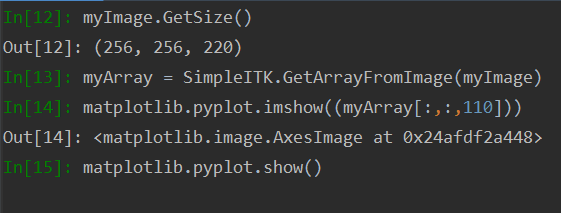 In[12]: myImage.GetSize()
Out[12]: (256, 256, 220)
In[13]: myArray = SimpleITK.GetArrayFromImage(myImage)
In[14]: matplotlib.pyplot.imshow((myArray[:,:,110]))
Out[14]: <matplotlib.image.AxesImage at 0x24afdf2a448>
In[15]: matplotlib.pyplot.show()